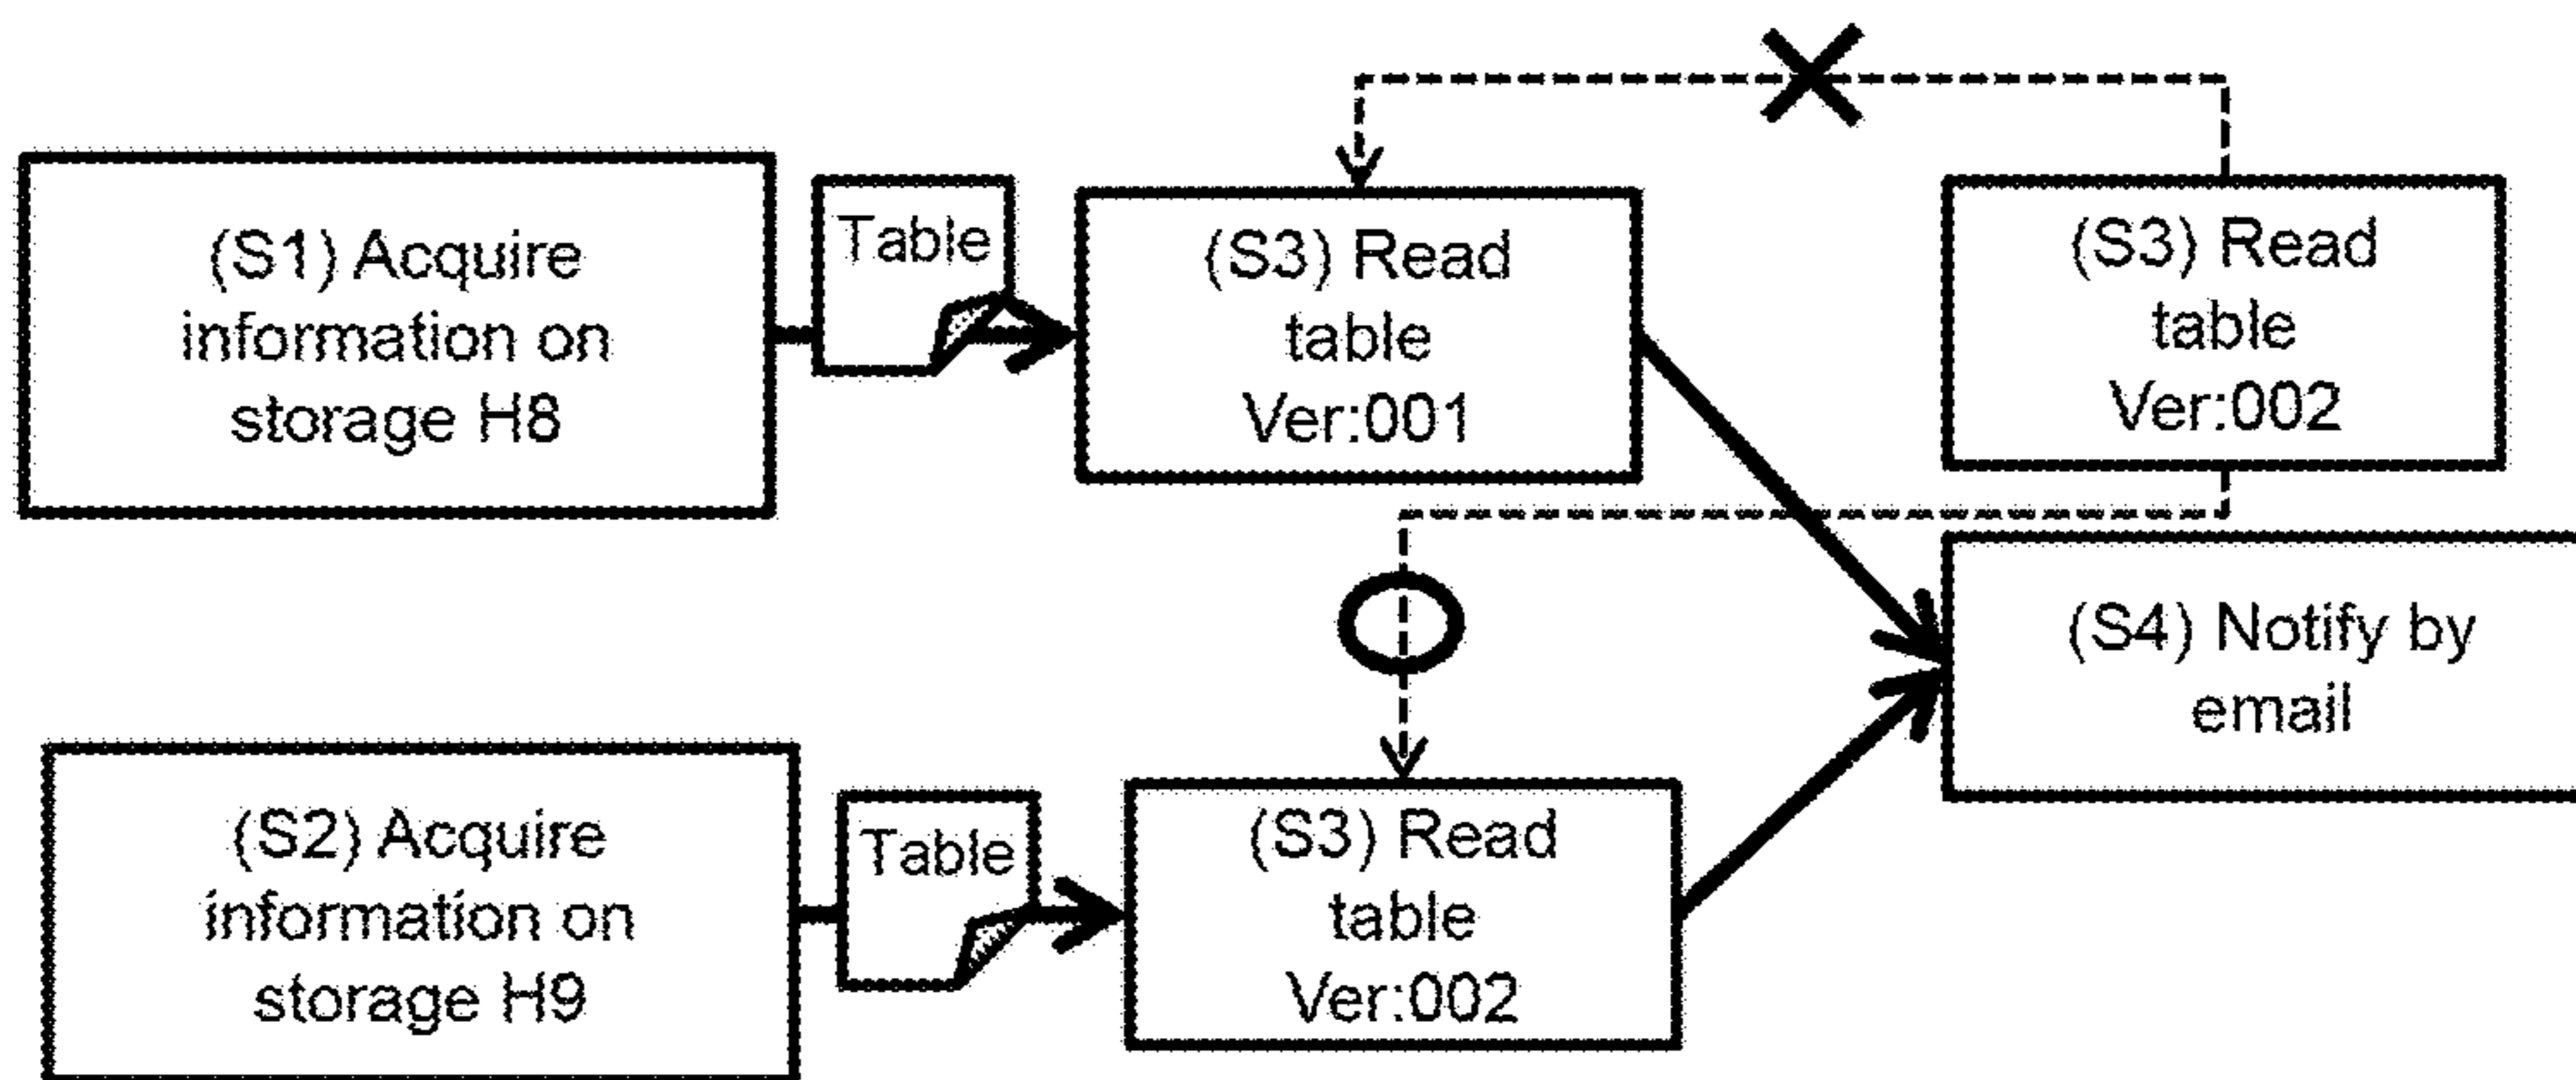 (S1) Acquire
information on
storage H8
Table
(S3) Read
table
Ver:001
(S3) Read
table
Ver:002
(S4) Notify by
email
(S2) Acquire
information on
storage H9
Table
(S3) Read
table
Ver:002